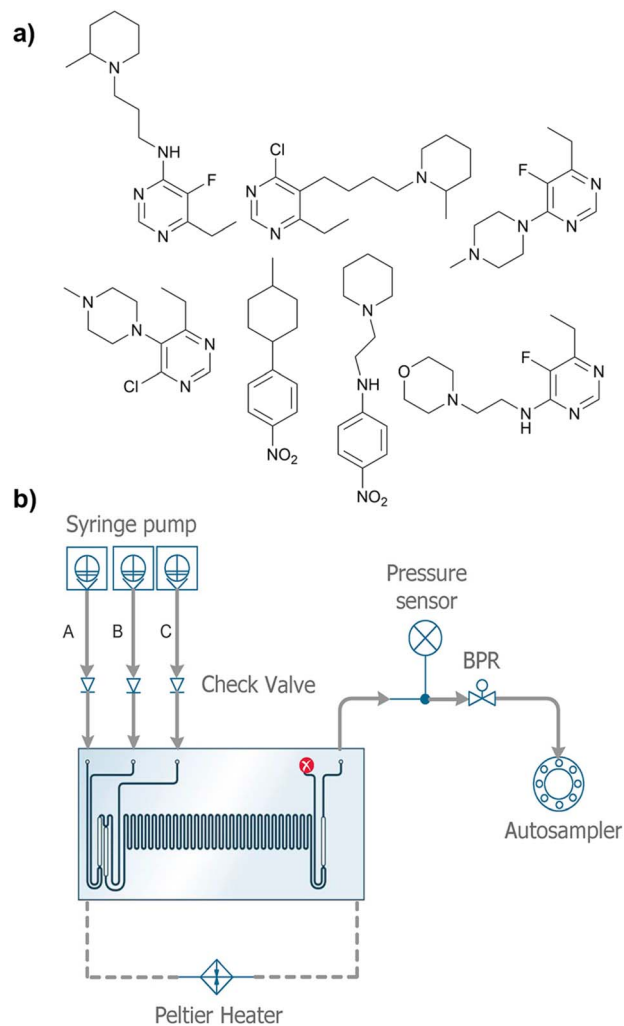 a)
N
NH
N
F
N
Cl
N
N
N
F
N
N
N
N
N
N
Cl
N
N
NO2
N
NH
NO2
O
N
N
H
F
N
N
b)
Syringe pump
A
B
C
Check Valve
Pressure
sensor
BPR
Autosampler
Peltier Heater